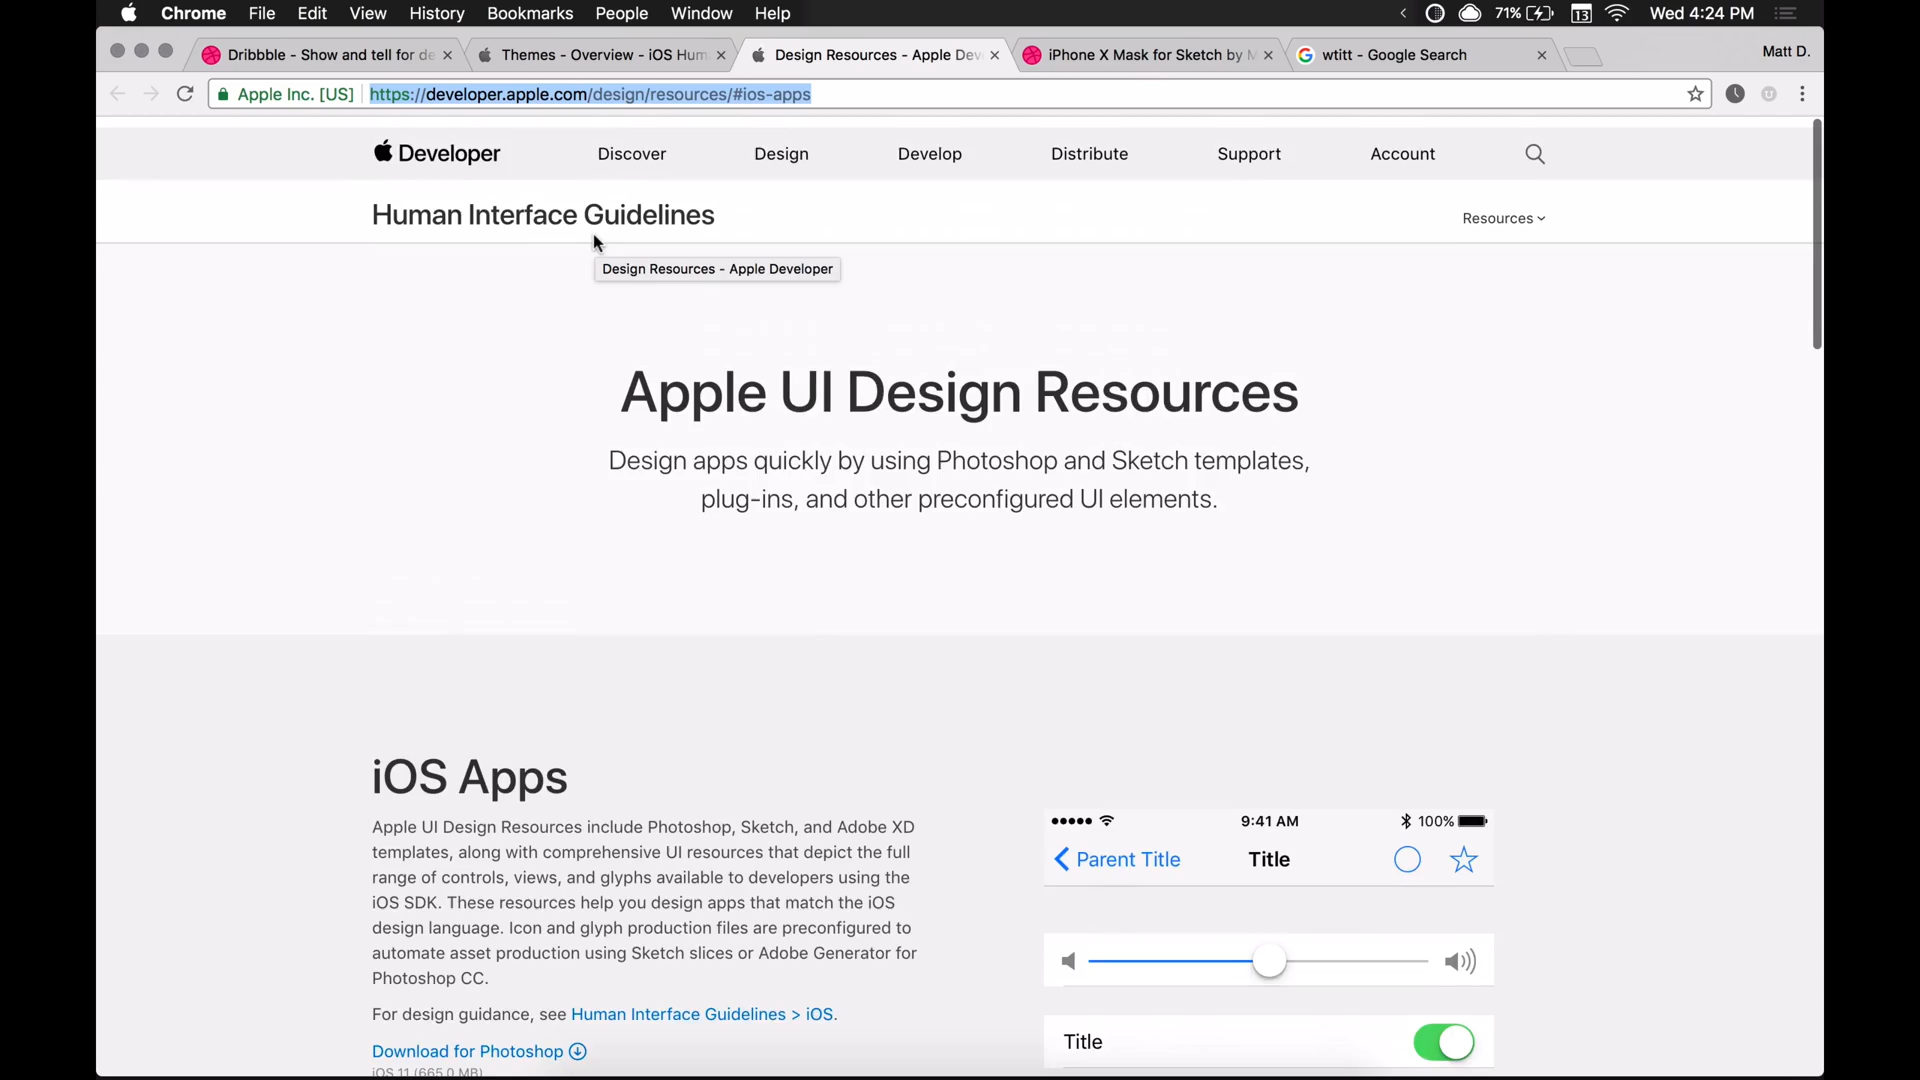 Chrome File Edit View History Bookmarks People Window Help 71% 13 Wed 4:24 PM
Dribbble - Show and tell for de Themes - Overview - iOS Hum Design Resources - Apple Dev iPhone X Mask for Sketch by M wtitt - Google Search Matt D.
Apple Inc. [US] https://developer.apple.com/design/resources/#ios-apps
Developer Discover Design Develop Distribute Support Account
Human Interface Guidelines Resources
Design Resources - Apple Developer
Apple UI Design Resources
Design apps quickly by using Photoshop and Sketch templates,
plug-ins, and other preconfigured UI elements.
iOS Apps
Apple UI Design Resources include Photoshop, Sketch, and Adobe XD
templates, along with comprehensive UI resources that depict the full
range of controls, views, and glyphs available to developers using the
iOS SDK. These resources help you design apps that match the iOS
design language. Icon and glyph production files are preconfigured to
automate asset production using Sketch slices or Adobe Generator for
Photoshop CC.
For design guidance, see Human Interface Guidelines > iOS.
Download for Photoshop
iOS 11 (665.0 MB)
9:41 AM 100%
Parent Title Title
Title